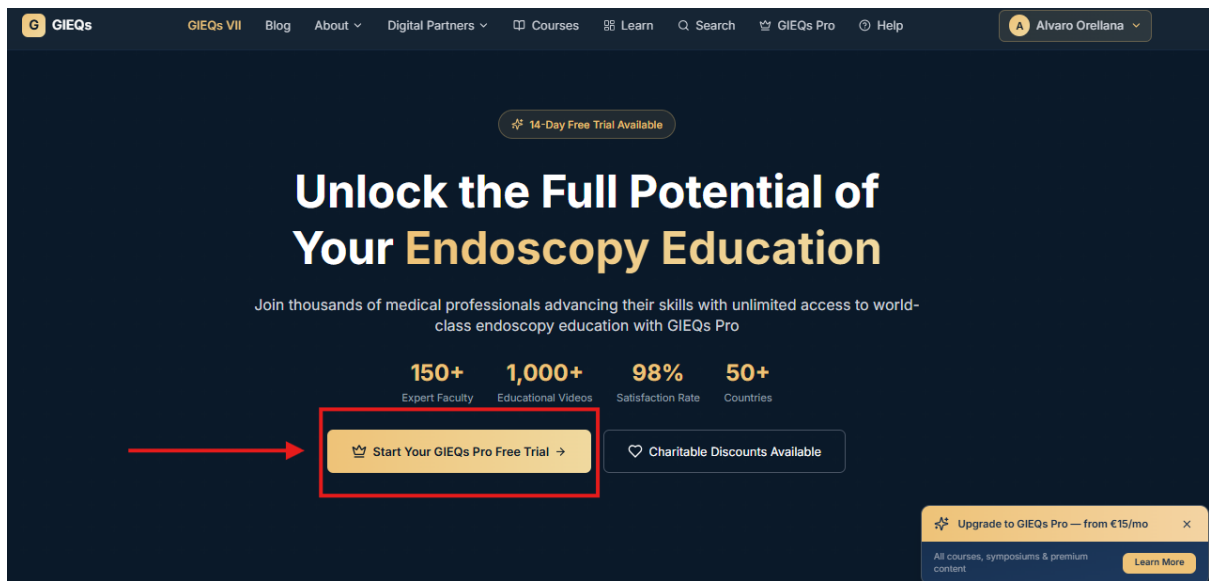 G GIEQs GIEQs VII Blog About Digital Partners Courses Learn Search GIEQs Pro Help A Alvaro Orellana
14-Day Free Trial Available
Unlock the Full Potential of
Your Endoscopy Education
Join thousands of medical professionals advancing their skills with unlimited access to world-
class endoscopy education with GIEQs Pro
150+ 1,000+ 98% 50+
Expert Faculty Educational Videos Satisfaction Rate Countries
Start Your GIEQs Pro Free Trial → Charitable Discounts Available
Upgrade to GIEQs Pro — from €15/mo ×
All courses, symposiums & premium
content
Learn More